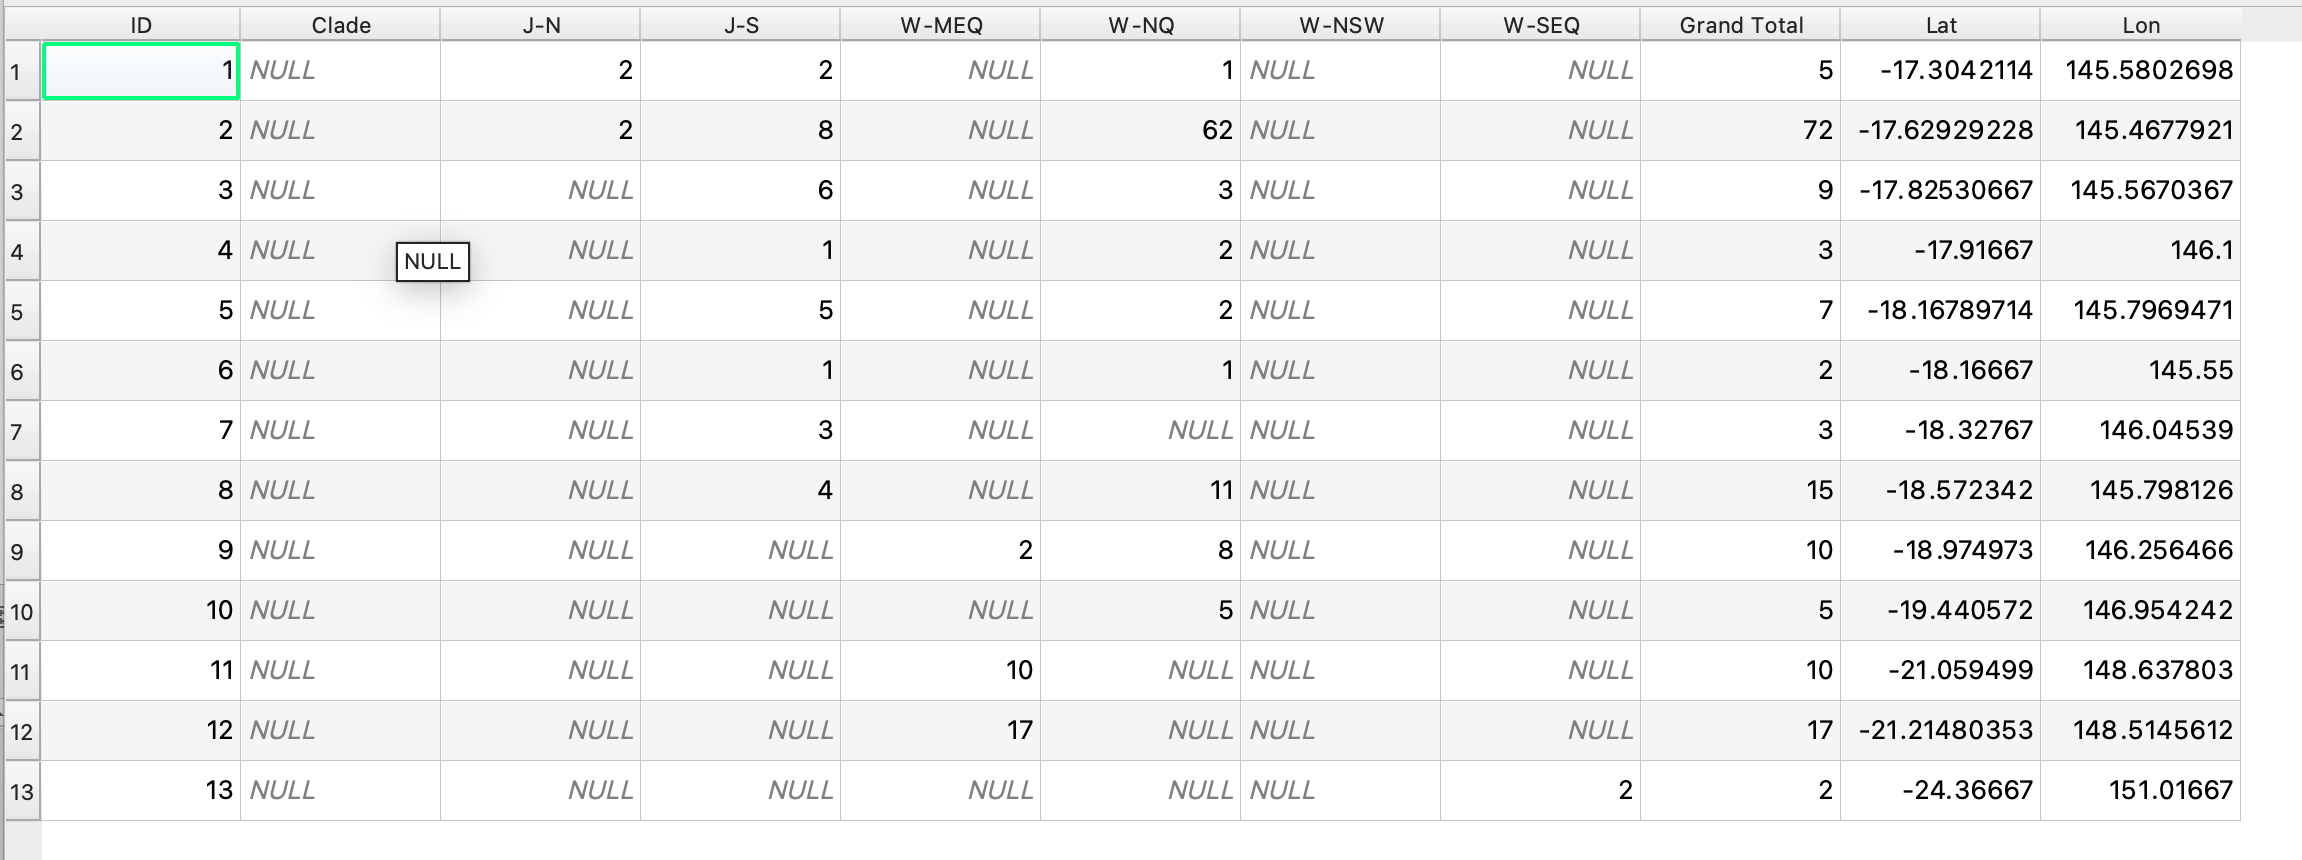 ID Clade J-N J-S W-MEQ W-NQ W-NSW W-SEQ Grand Total Lat Lon
1 1 NULL 2 2 NULL 1 NULL NULL 5 -17.3042114 145.5802698
2 2 NULL 2 8 NULL 62 NULL NULL 72 -17.62929228 145.4677921
3 3 NULL NULL 6 NULL 3 NULL NULL 9 -17.82530667 145.5670367
4 4 NULL NULL 1 NULL 2 NULL NULL 3 -17.91667 146.1
NULL
5 5 NULL NULL 5 NULL 2 NULL NULL 7 -18.16789714 145.7969471
6 6 NULL NULL 1 NULL 1 NULL NULL 2 -18.16667 145.55
7 7 NULL NULL 3 NULL NULL NULL NULL 3 -18.32767 146.04539
8 8 NULL NULL 4 NULL 11 NULL NULL 15 -18.572342 145.798126
9 9 NULL NULL NULL 2 8 NULL NULL 10 -18.974973 146.256466
10 10 NULL NULL NULL NULL 5 NULL NULL 5 -19.440572 146.954242
11 11 NULL NULL NULL 10 NULL NULL NULL 10 -21.059499 148.637803
12 12 NULL NULL NULL 17 NULL NULL NULL 17 -21.21480353 148.5145612
13 13 NULL NULL NULL NULL NULL NULL 2 2 -24.36667 151.01667